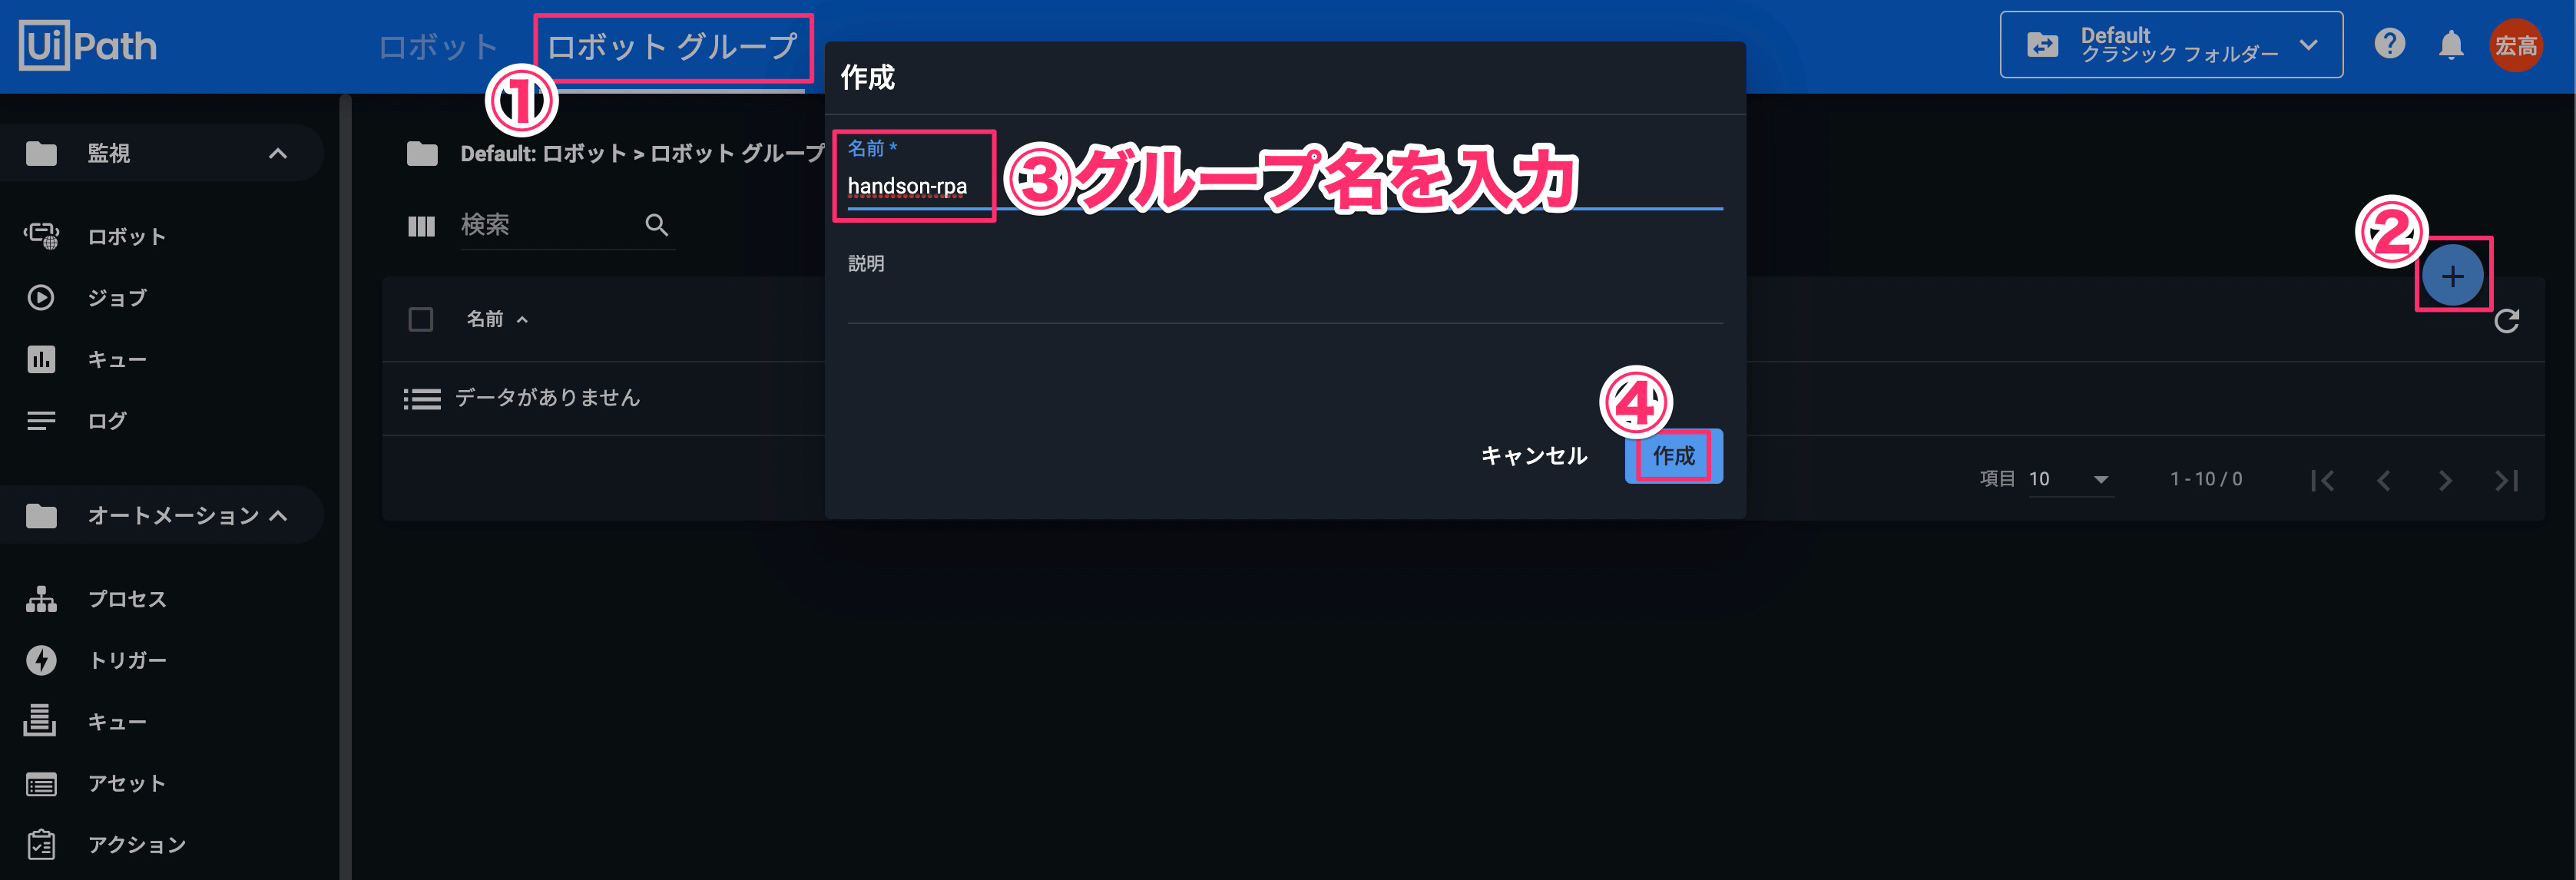 UiPath
ロボット
ロボット グループ
①
Default
クラシック フォルダー
宏高
監視
ロボット
ジョブ
キュー
ログ
オートメーション
プロセス
トリガー
キュー
アセット
アクション
Default: ロボット > ロボット グループ
検索
名前
データがありません
作成
名前 *
handson-rpa
③グループ名を入力
説明
②
④
キャンセル
作成
項目 10
1 - 10 / 0